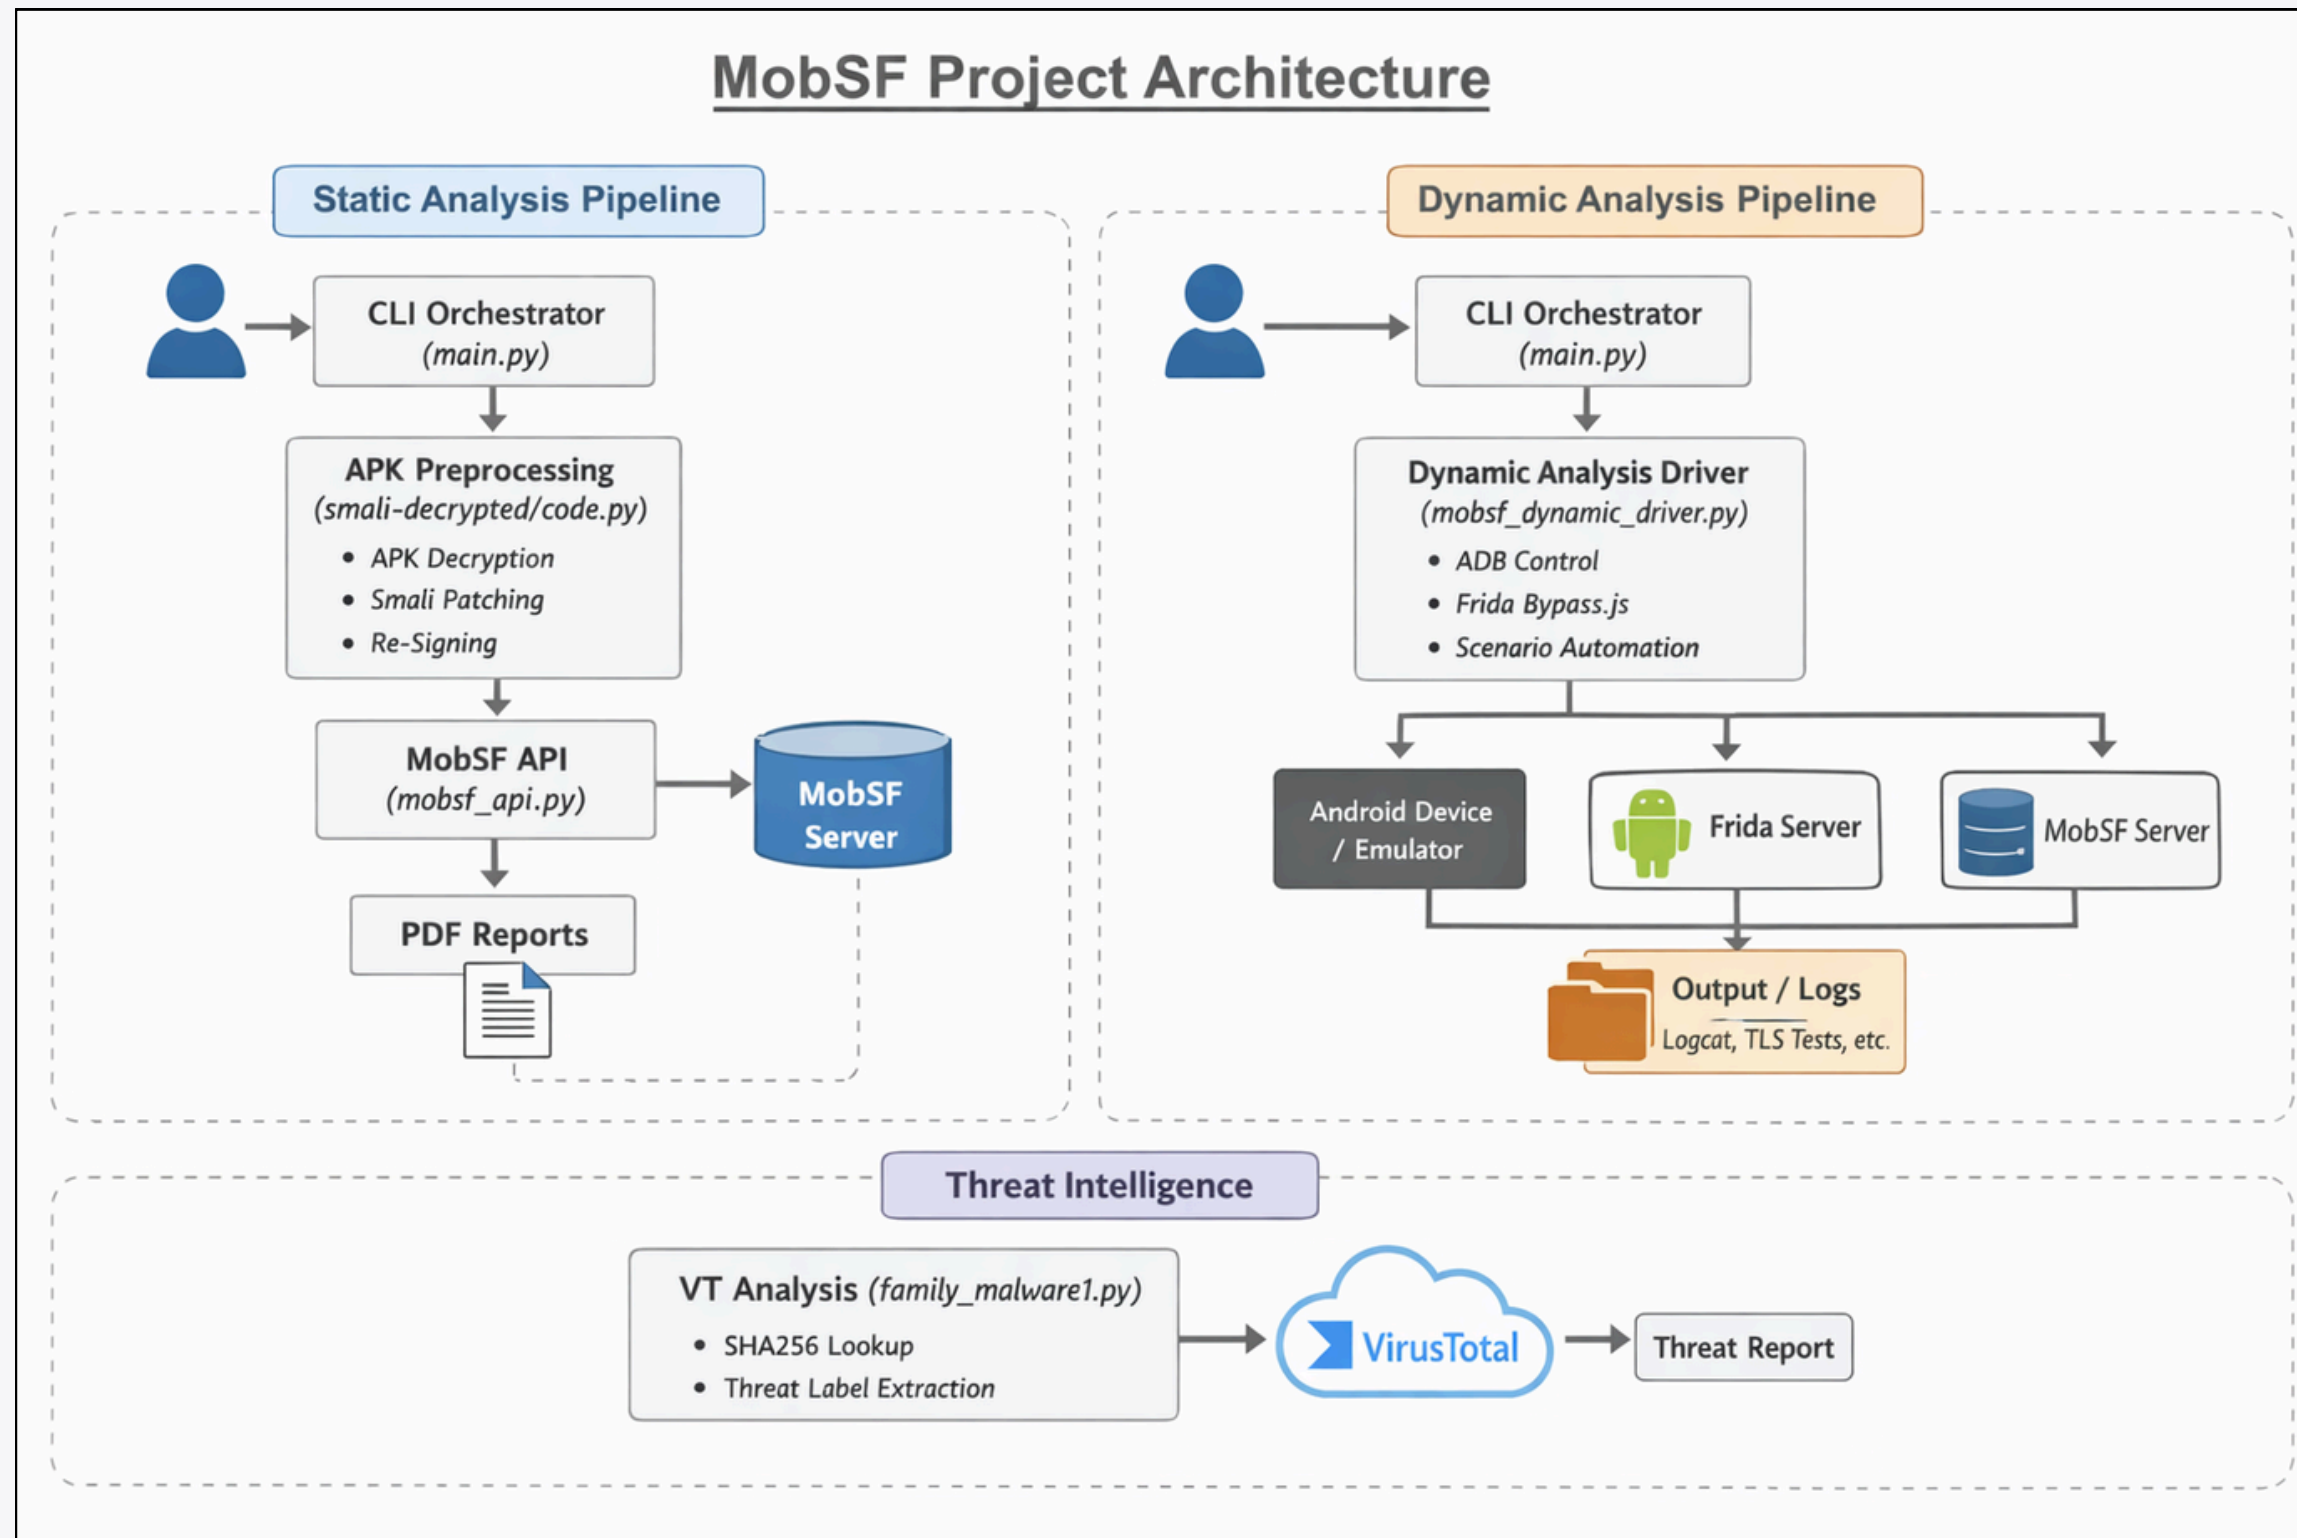 MobSF Project Architecture
Static Analysis Pipeline
CLI Orchestrator
(main.py)
APK Preprocessing
(smali-decrypted/code.py)
• APK Decryption
• Smali Patching
• Re-Signing
MobSF API
(mobsf_api.py)
MobSF
Server
PDF Reports
Dynamic Analysis Pipeline
CLI Orchestrator
(main.py)
Dynamic Analysis Driver
(mobsf_dynamic_driver.py)
• ADB Control
• Frida Bypass.js
• Scenario Automation
Android Device
/ Emulator
Frida Server
MobSF Server
Output / Logs
Logcat, TLS Tests, etc.
Threat Intelligence
VT Analysis (family_malware1.py)
• SHA256 Lookup
• Threat Label Extraction
VirusTotal
Threat Report